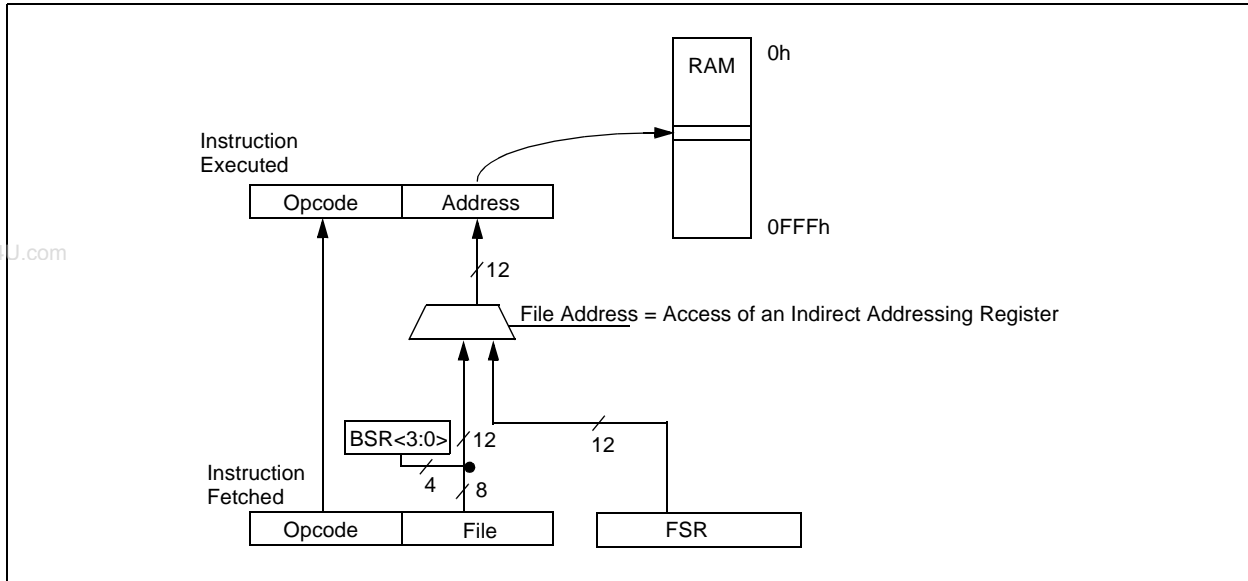 RAM
0h
Instruction
Executed
Opcode
Address
0FFFh
4U.com
12
File Address = Access of an Indirect Addressing Register
BSR<3:0>
12
12
4
8
Instruction
Fetched
Opcode
File
FSR